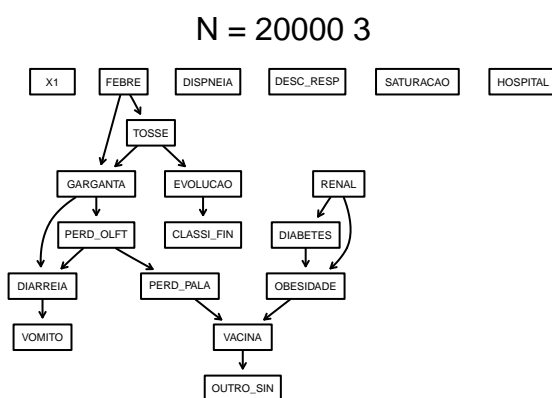 N = 20000 3
X1 FEBRE DISPNEIA DESC_RESP SATURACAO HOSPITAL
TOSSE
GARGANTA EVOLUCAO RENAL
PERD_OLFT CLASSI_FIN DIABETES
DIARREIA PERD_PALA OBESIDADE
VOMITO VACINA
OUTRO_SIN